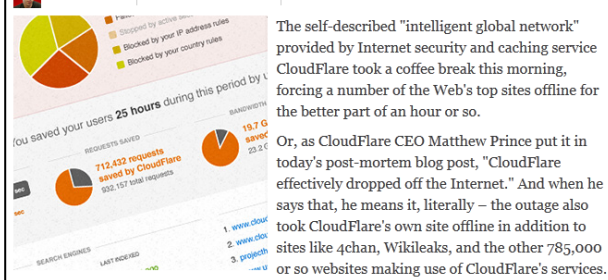 Stopped by active sec
Blocked by your IP address rules
Blocked by your country rules
You saved your users 25 hours during this period by u
REQUESTS SAVED
712,432 requests
saved by CloudFlare
932,157 total requests
BANDWIDTH
19.7 G
saved
23.2 G
sec
sec
SEARCH ENGINES
LAST INDEXED
1. www.clou
2. www.clo
3. projecth
The self-described "intelligent global network"
provided by Internet security and caching service
CloudFlare took a coffee break this morning,
forcing a number of the Web's top sites offline for
the better part of an hour or so.
Or, as CloudFlare CEO Matthew Prince put it in
today's post-mortem blog post, "CloudFlare
effectively dropped off the Internet." And when he
says that, he means it, literally – the outage also
took CloudFlare's own site offline in addition to
sites like 4chan, Wikileaks, and the other 785,000
or so websites making use of CloudFlare's services.